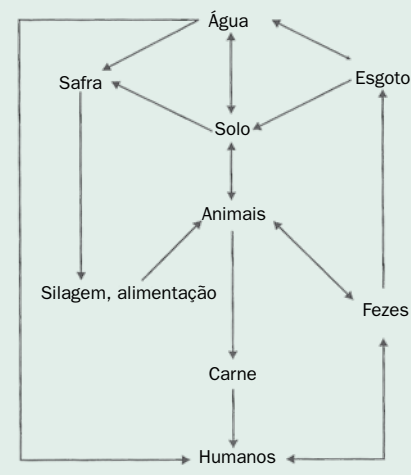 Água
Safra
Esgoto
Solo
Animais
Silagem, alimentação
Fezes
Carne
Humanos